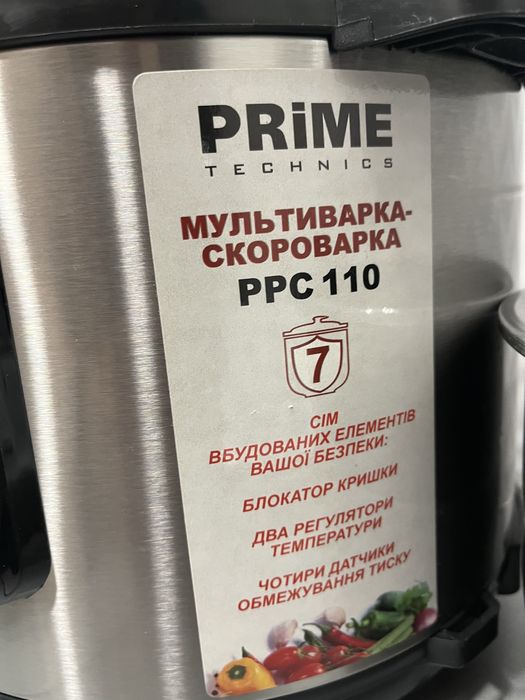 PRiME
TECHNICS
МУЛЬТИВАРКА-
СКОРОВАРКА
PPC 110
7
СІМ
ВБУДОВАНИХ ЕЛЕМЕНТІВ
ВАШОЇ БЕЗПЕКИ:
БЛОКАТОР КРИШКИ
ДВА РЕГУЛЯТОРИ
ТЕМПЕРАТУРИ
ЧОТИРИ ДАТЧИКИ
ОБМЕЖУВАННЯ ТИСКУ